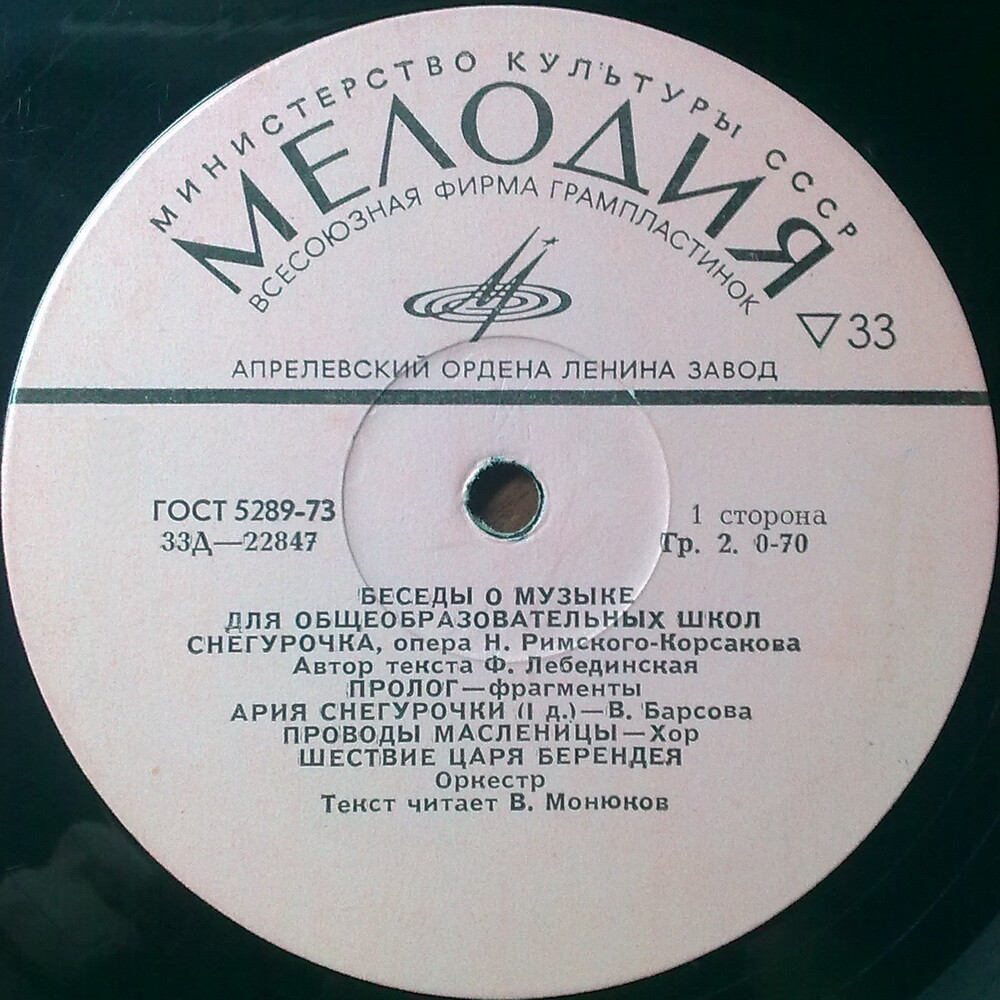 МИНИСТЕРСТВО КУЛЬТУРЫ СССР
МЕЛОДИЯ
ВСЕСОЮЗНАЯ ФИРМА ГРАМПЛАСТИНОК
▽33
АПРЕЛЕВСКИЙ ОРДЕНА ЛЕНИНА ЗАВОД
ГОСТ 5289-73
33Д—22847
1 сторона
Гр. 2. 0-70
БЕСЕДЫ О МУЗЫКЕ
ДЛЯ ОБЩЕОБРАЗОВАТЕЛЬНЫХ ШКОЛ
СНЕГУРОЧКА, опера Н. Римского-Корсакова
Автор текста Ф. Лебединская
ПРОЛОГ—фрагменты
АРИЯ СНЕГУРОЧКИ (I д.)—В. Барсова
ПРОВОДЫ МАСЛЕНИЦЫ—Хор
ШЕСТВИЕ ЦАРЯ БЕРЕНДЕЯ
Оркестр
Текст читает В. Монюков